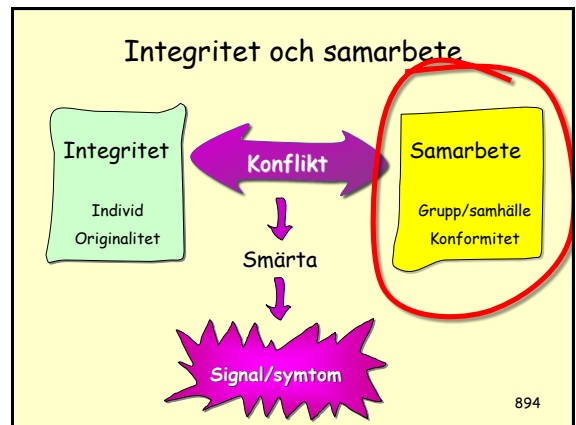 Integritet och samarbete
Integritet
Individ
Originalitet
Konflikt
Samarbete
Grupp/samhälle
Konformitet
Smärta
Signal/symtom
894